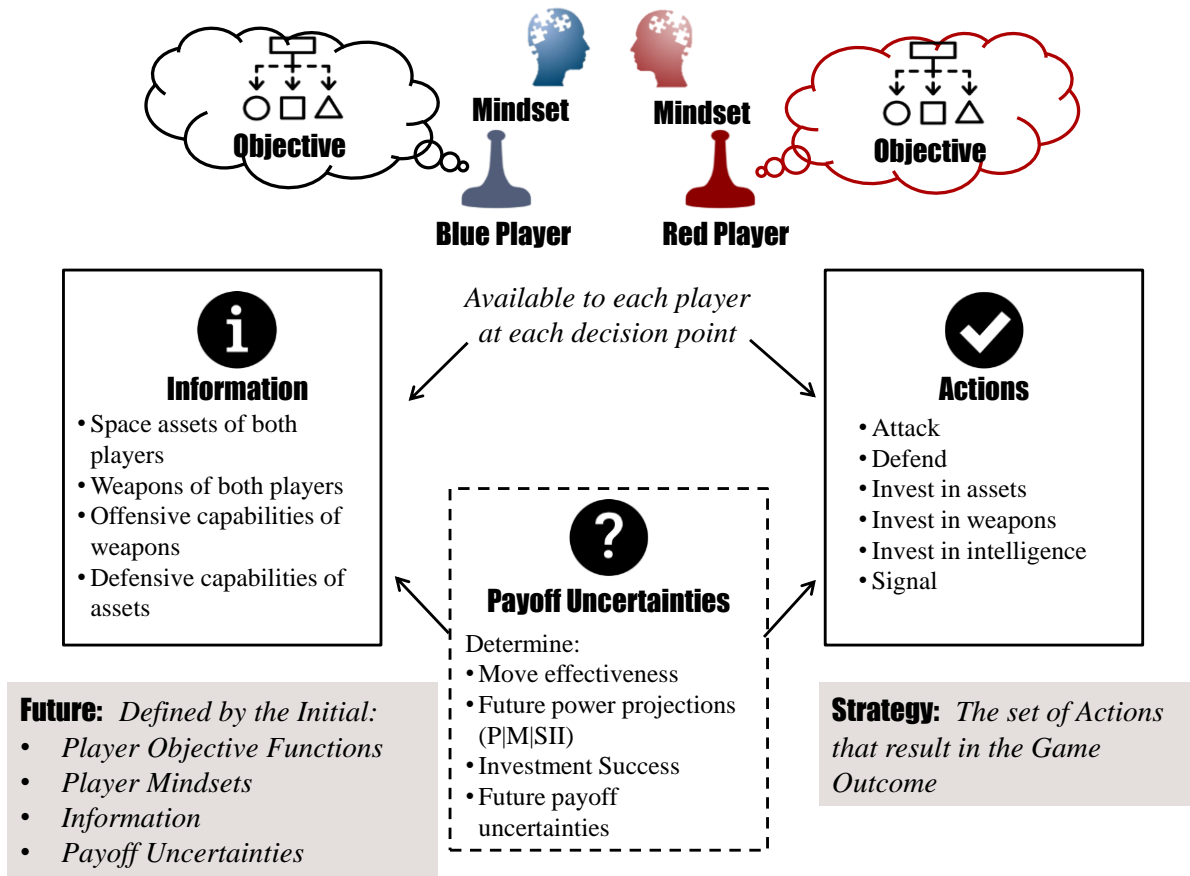 Objective
Mindset
Mindset
Objective
Blue Player
Red Player
Available to each player
at each decision point
Information
• Space assets of both
players
• Weapons of both players
• Offensive capabilities of
weapons
• Defensive capabilities of
assets
Actions
• Attack
• Defend
• Invest in assets
• Invest in weapons
• Invest in intelligence
• Signal
?
Payoff Uncertainties
Determine:
• Move effectiveness
• Future power projections
(P|M|SII)
• Investment Success
• Future payoff
uncertainties
Future: Defined by the Initial:
• Player Objective Functions
• Player Mindsets
• Information
• Payoff Uncertainties
Strategy: The set of Actions
that result in the Game
Outcome